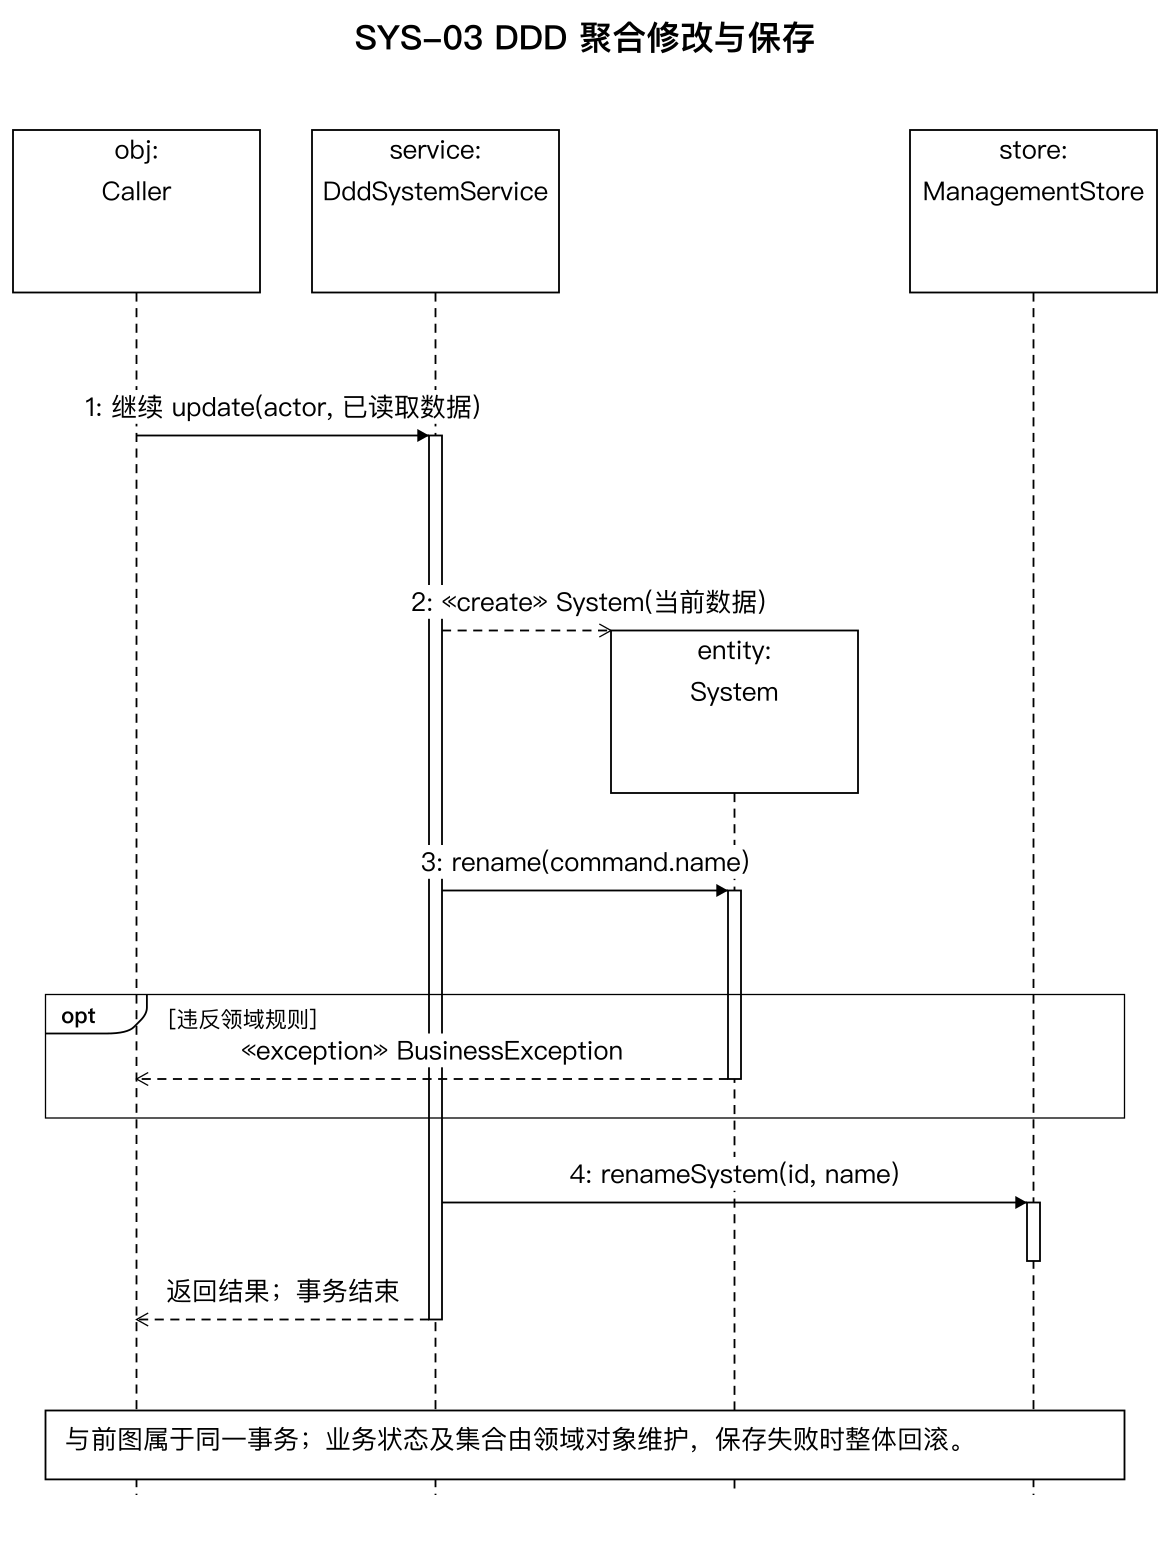 SYS–03 DDD 聚合修改与保存
obj:
Caller
service:
DddSystemService
store:
ManagementStore
1: 继续 update(actor, 已读取数据)
2: «create» System(当前数据)
entity:
System
3: rename(command.name)
opt
[违反领域规则]
«exception» BusinessException
4: renameSystem(id, name)
返回结果；事务结束
与前图属于同一事务；业务状态及集合由领域对象维护，保存失败时整体回滚。